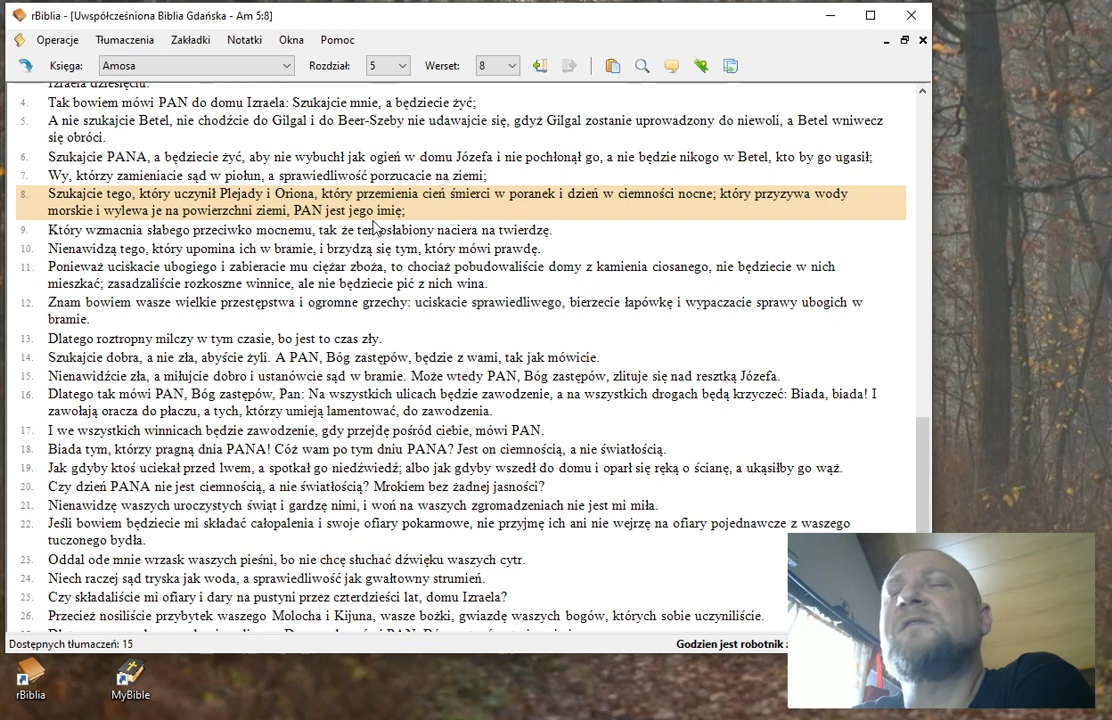 rBiblia - [Uwspółcześniona Biblia Gdańska - Am 5:8]
Operacje Tłumaczenia Zakładki Notatki Okna Pomoc
Księga: Amosa Rozdział: 5 Werset: 8
Izraela dziesięciu.
4. Tak bowiem mówi PAN do domu Izraela: Szukajcie mnie, a będziecie żyć;
5. A nie szukajcie Betel, nie chodźcie do Gilgal i do Beer-Szeby nie udawajcie się, gdyż Gilgal zostanie uprowadzony do niewoli, a Betel wniwecz
się obróci.
6. Szukajcie PANA, a będziecie żyć, aby nie wybuchł jak ogień w domu Józefa i nie pochłonął go, a nie będzie nikogo w Betel, kto by go ugasił;
7. Wy, którzy zamieniacie sąd w piołun, a sprawiedliwość porzucacie na ziemi;
8. Szukajcie tego, który uczynił Plejady i Oriona, który przemienia cień śmierci w poranek i dzień w ciemności nocne; który przyzywa wody
morskie i wylewa je na powierzchni ziemi, PAN jest jego imię;
9. Który wzmacnia słabego przeciwko mocnemu, tak że ten osłabiony naciera na twierdzę.
10. Nienawidzą tego, który upomina ich w bramie, i brzydzą się tym, który mówi prawdę.
11. Ponieważ uciskacie ubogiego i zabieracie mu ciężar zboża, to chociaż pobudowaliście domy z kamienia ciosanego, nie będziecie w nich
mieszkać; zasadzaliście rozkoszne winnice, ale nie będziecie pić z nich wina.
12. Znam bowiem wasze wielkie przestępstwa i ogromne grzechy: uciskacie sprawiedliwego, bierzecie łapówkę i wypaczacie sprawy ubogich w
bramie.
13. Dlatego roztropny milczy w tym czasie, bo jest to czas zły.
14. Szukajcie dobra, a nie zła, abyście żyli. A PAN, Bóg zastępów, będzie z wami, tak jak mówicie.
15. Nienawidźcie zła, a miłujcie dobro i ustanówcie sąd w bramie. Może wtedy PAN, Bóg zastępów, zlituje się nad resztką Józefa.
16. Dlatego tak mówi PAN, Bóg zastępów, Pan: Na wszystkich ulicach będzie zawodzenie, a na wszystkich drogach będą krzyczeć: Biada, biada! I
zawołają oracza do płaczu, a tych, którzy umieją lamentować, do zawodzenia.
17. I we wszystkich winnicach będzie zawodzenie, gdy przejdę pośród ciebie, mówi PAN.
18. Biada tym, którzy pragną dnia PANA! Cóż wam po tym dniu PANA? Jest on ciemnością, a nie światłością.
19. Jak gdyby ktoś uciekał przed lwem, a spotkał go niedźwiedź; albo jak gdyby wszedł do domu i oparł się ręką o ścianę, a ukąsiłby go wąż.
20. Czy dzień PANA nie jest ciemnością, a nie światłością? Mrokiem bez żadnej jasności?
21. Nienawidzę waszych uroczystych świąt i gardzę nimi, i woń na waszych zgromadzeniach nie jest mi miła.
22. Jeśli bowiem będziecie mi składać całopalenia i swoje ofiary pokarmowe, nie przyjmę ich ani nie wejrzę na ofiary pojednawcze z waszego
tuczonego bydła.
23. Oddal ode mnie wrzask waszych pieśni, bo nie chcę słuchać dźwięku waszych cytr.
24. Niech raczej sąd tryska jak woda, a sprawiedliwość jak gwałtowny strumień.
25. Czy składaliście mi ofiary i dary na pustyni przez czterdzieści lat, domu Izraela?
26. Przecież nosiliście przybytek waszego Molocha i Kijuna, wasze bożki, gwiazdę waszych bogów, których sobie uczyniliście.
Dostępnych tłumaczeń: 15
Godzien jest robotnik
rBiblia
MyBible